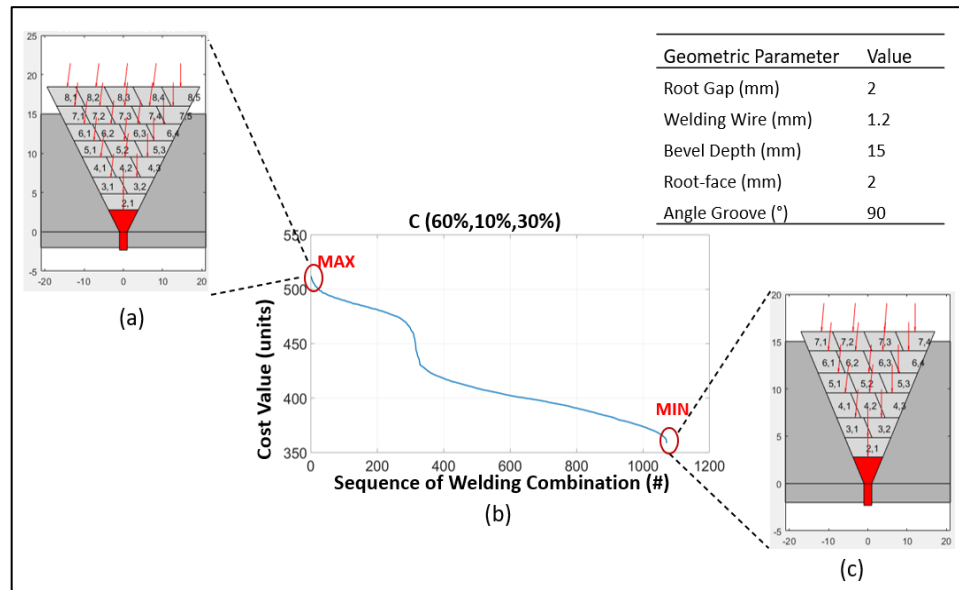 Geometric Parameter Value
Root Gap (mm) 2
Welding Wire (mm) 1.2
Bevel Depth (mm) 15
Root-face (mm) 2
Angle Groove (°) 90
25
20
15
10
5
0
-5
-20 -10 0 10 20
8,1 8,2 8,3 8,4 8,5
7,1 7,2 7,3 7,4 7,5
6,1 6,2 6,3 6,4
5,1 5,2 5,3
4,1 4,2 4,3
3,1 3,2
2,1
(a)
C (60%,10%,30%)
MAX
MIN
550
500
450
400
350
0 200 400 600 800 1000 1200
Cost Value (units)
Sequence of Welding Combination (#)
(b)
20
15
10
5
0
-5
-20 -10 0 10 20
7,1 7,2 7,3 7,4
6,1 6,2 6,3 6,4
5,1 5,2 5,3
4,1 4,2 4,3
3,1 3,2
2,1
(c)